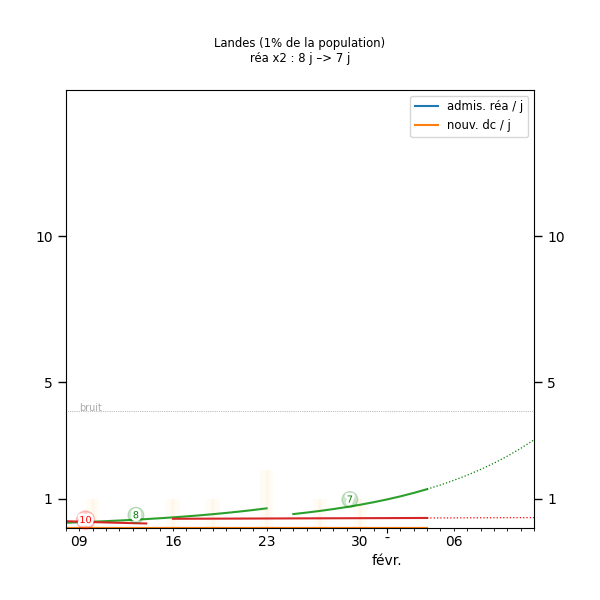 Landes (1% de la population)
réa x2 : 8 j –> 7 j
admis. réa / j
nouv. dc / j
10
10
5
5
bruit
1
1
7
8
10
09
16
23
30
-
06
févr.